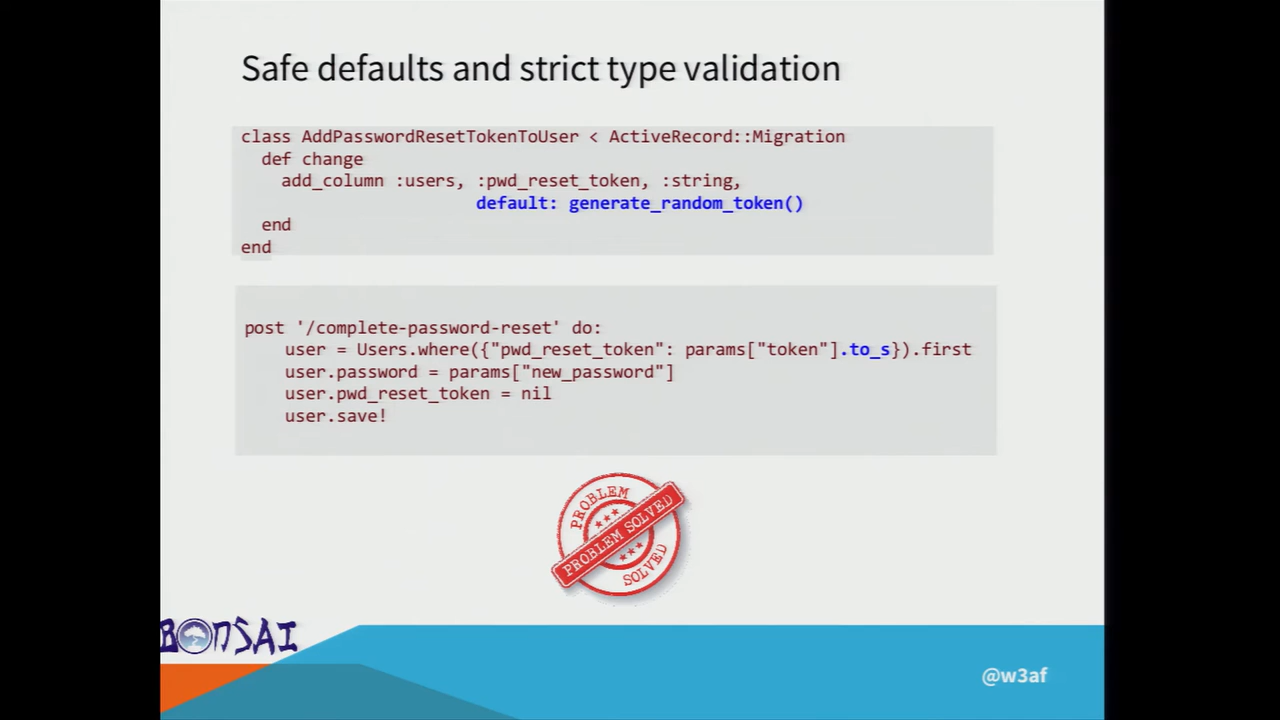 Safe defaults and strict type validation
class AddPasswordResetTokenToUser < ActiveRecord::Migration
  def change
    add_column :users, :pwd_reset_token, :string,
                       default: generate_random_token()
  end
end
post '/complete-password-reset' do:
    user = Users.where({"pwd_reset_token": params["token"].to_s}).first
    user.password = params["new_password"]
    user.pwd_reset_token = nil
    user.save!
PROBLEM
PROBLEM SOLVED
SOLVED
BONSAI
@w3af